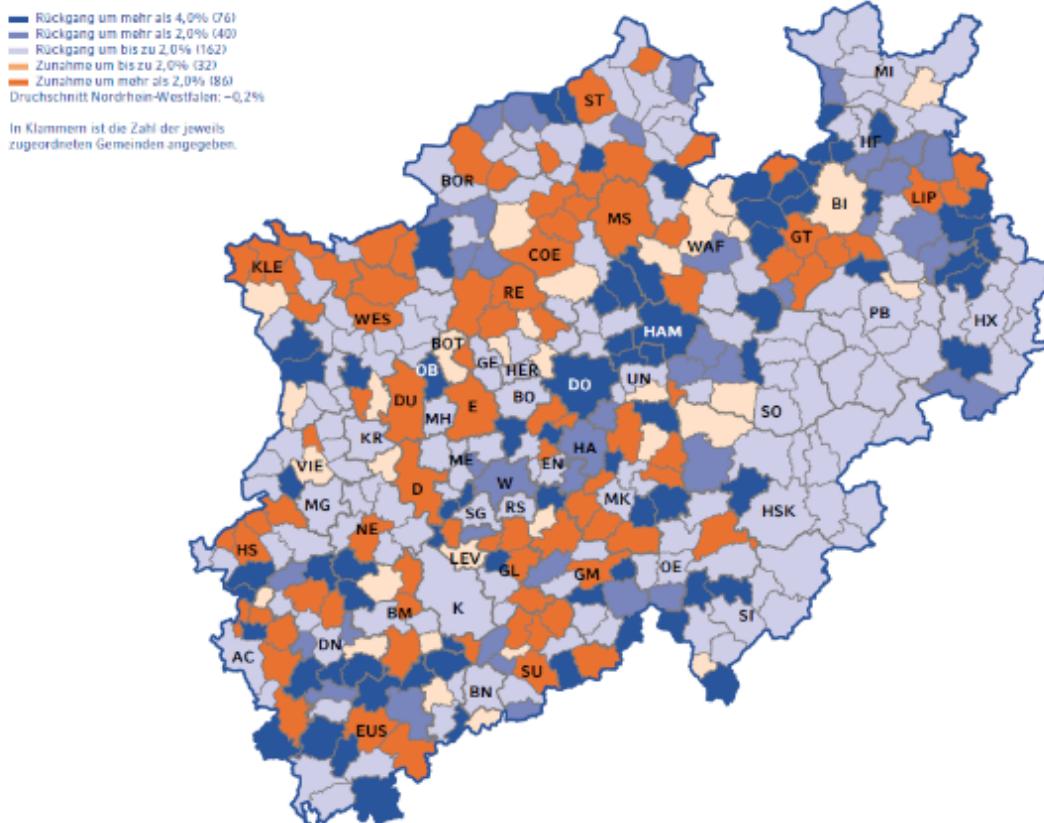 Rückgang um mehr als 4,0% (76)
Rückgang um mehr als 2,0% (40)
Rückgang um bis zu 2,0% (162)
Zunahme um bis zu 2,0% (32)
Zunahme um mehr als 2,0% (86)
Druchschnitt Nordrhein-Westfalen: −0,2%
In Klammern ist die Zahl der jeweils
zugeordneten Gemeinden angegeben.
MI
ST
HF
BOR
BI
LIP
MS
WAF
GT
COE
KLE
RE
WES
PB
HX
HAM
BOT
OB
GE
HER
DO
UN
DU
E
BO
MH
SO
KR
HA
VIE
ME
EN
D
W
MK
MG
SG
RS
HSK
NE
HS
LEV
GL
GM
OE
BM
K
SI
DN
AC
SU
BN
EUS